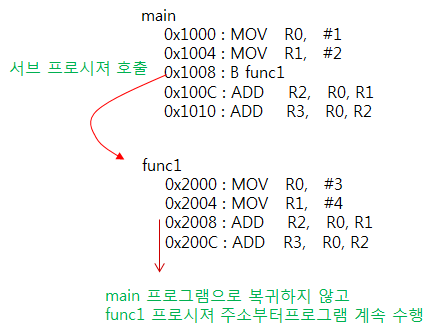 main
0x1000 : MOV R0, #1
0x1004 : MOV R1, #2
서브 프로시져 호출
0x1008 : B func1
0x100C : ADD R2, R0, R1
0x1010 : ADD R3, R0, R2
func1
0x2000 : MOV R0, #3
0x2004 : MOV R1, #4
0x2008 : ADD R2, R0, R1
0x200C : ADD R3, R0, R2
main 프로그램으로 복귀하지 않고
func1 프로시져 주소부터프로그램 계속 수행